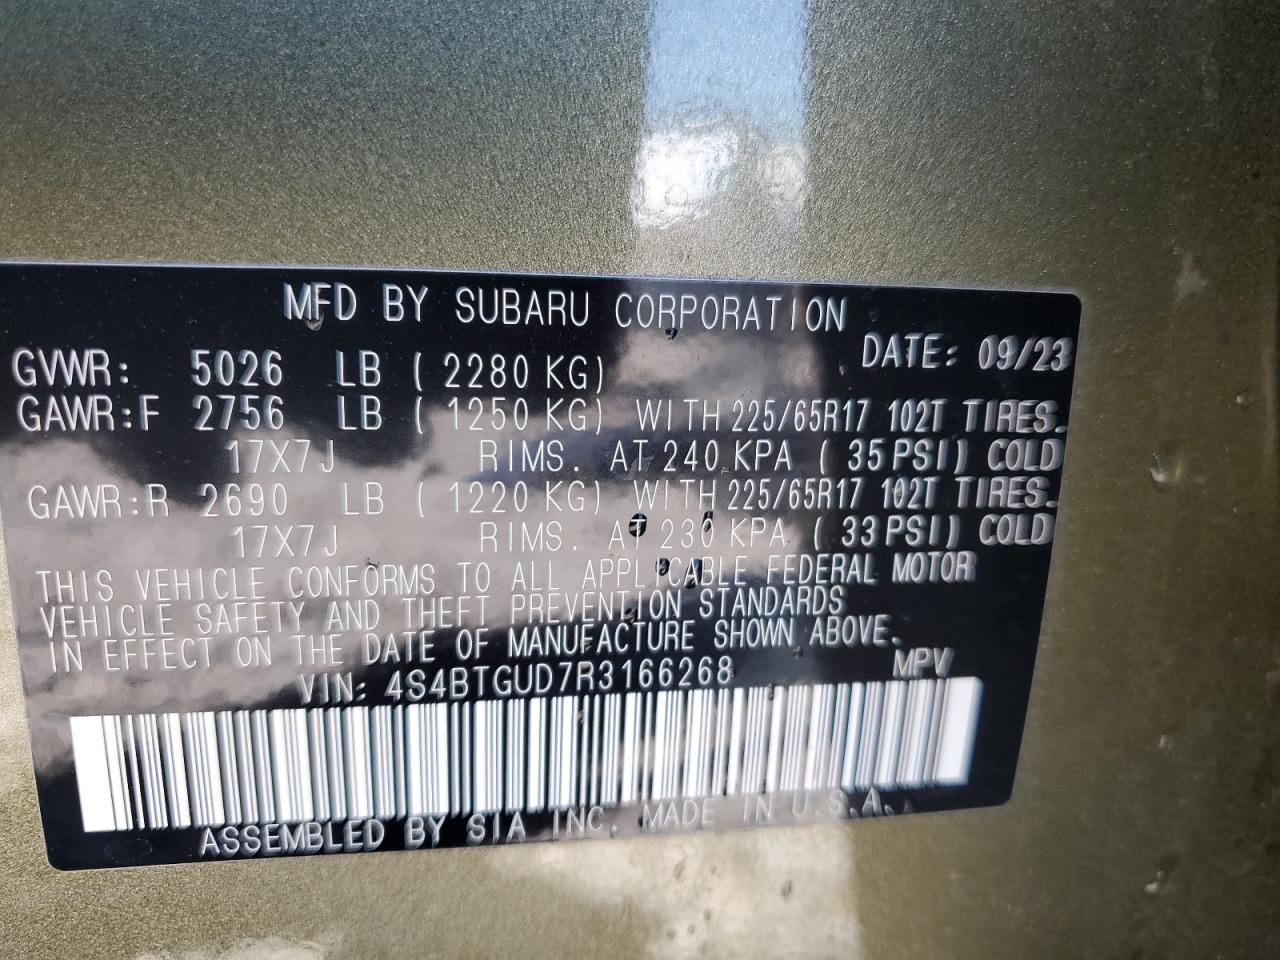 MFD BY SUBARU CORPORATION
DATE: 09/23
GVWR: 5026 LB ( 2280 KG)
GAWR:F 2756 LB ( 1250 KG) WITH 225/65R17 102T TIRES.
17X7J RIMS. AT 240 KPA ( 35 PSI) COLD
GAWR:R 2690 LB ( 1220 KG) WITH 225/65R17 102T TIRES.
17X7J RIMS. AT 230 KPA ( 33 PSI) COLD
THIS VEHICLE CONFORMS TO ALL APPLICABLE FEDERAL MOTOR
VEHICLE SAFETY AND THEFT PREVENTION STANDARDS
IN EFFECT ON THE DATE OF MANUFACTURE SHOWN ABOVE.
VIN: 4S4BTGUD7R3166268 MPV
ASSEMBLED BY SIA INC. MADE IN U.S.A.